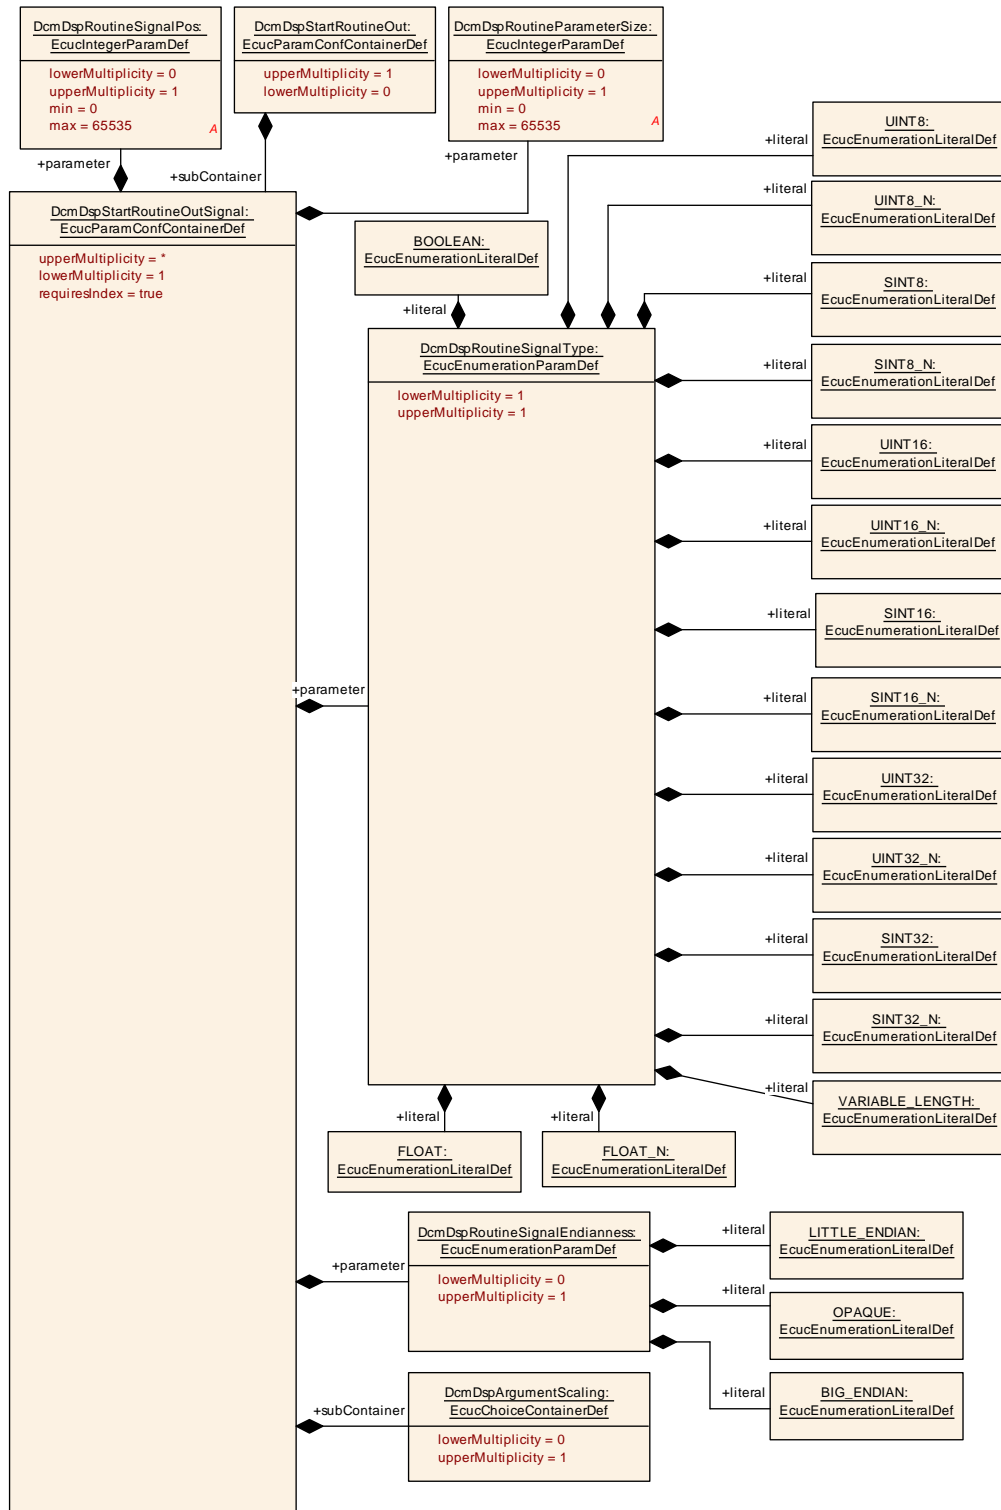 DcmDspRoutineSignalPos:
EcucIntegerParamDef
lowerMultiplicity = 0
upperMultiplicity = 1
min = 0
max = 65535
A
DcmDspStartRoutineOut:
EcucParamConfContainerDef
upperMultiplicity = 1
lowerMultiplicity = 0
DcmDspRoutineParameterSize:
EcucIntegerParamDef
lowerMultiplicity = 0
upperMultiplicity = 1
min = 0
max = 65535
A
+parameter
+subContainer
+parameter
DcmDspStartRoutineOutSignal:
EcucParamConfContainerDef
upperMultiplicity = *
lowerMultiplicity = 1
requiresIndex = true
BOOLEAN:
EcucEnumerationLiteralDef
+literal
DcmDspRoutineSignalType:
EcucEnumerationParamDef
lowerMultiplicity = 1
upperMultiplicity = 1
+parameter
+literal
UINT8:
EcucEnumerationLiteralDef
+literal
UINT8_N:
EcucEnumerationLiteralDef
+literal
SINT8:
EcucEnumerationLiteralDef
+literal
SINT8_N:
EcucEnumerationLiteralDef
+literal
UINT16:
EcucEnumerationLiteralDef
+literal
UINT16_N:
EcucEnumerationLiteralDef
+literal
SINT16:
EcucEnumerationLiteralDef
+literal
SINT16_N:
EcucEnumerationLiteralDef
+literal
UINT32:
EcucEnumerationLiteralDef
+literal
UINT32_N:
EcucEnumerationLiteralDef
+literal
SINT32:
EcucEnumerationLiteralDef
+literal
SINT32_N:
EcucEnumerationLiteralDef
+literal
VARIABLE_LENGTH:
EcucEnumerationLiteralDef
+literal
FLOAT:
EcucEnumerationLiteralDef
+literal
FLOAT_N:
EcucEnumerationLiteralDef
+parameter
DcmDspRoutineSignalEndianness:
EcucEnumerationParamDef
lowerMultiplicity = 0
upperMultiplicity = 1
+literal
LITTLE_ENDIAN:
EcucEnumerationLiteralDef
+literal
OPAQUE:
EcucEnumerationLiteralDef
+literal
BIG_ENDIAN:
EcucEnumerationLiteralDef
+subContainer
DcmDspArgumentScaling:
EcucChoiceContainerDef
lowerMultiplicity = 0
upperMultiplicity = 1